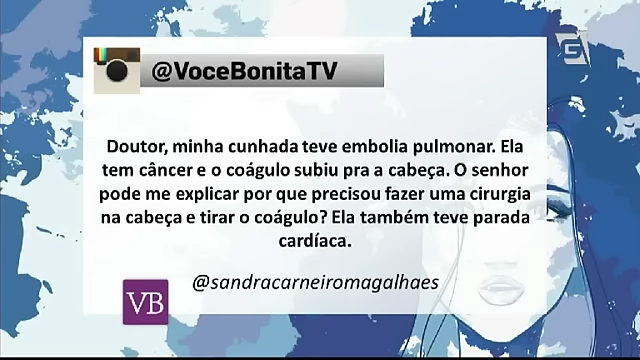 @VoceBonitaTV
G
Doutor, minha cunhada teve embolia pulmonar. Ela
tem câncer e o coágulo subiu pra a cabeça. O senhor
pode me explicar por que precisou fazer uma cirurgia
na cabeça e tirar o coágulo? Ela também teve parada
cardíaca.
@sandracarneiromagalhaes
VB